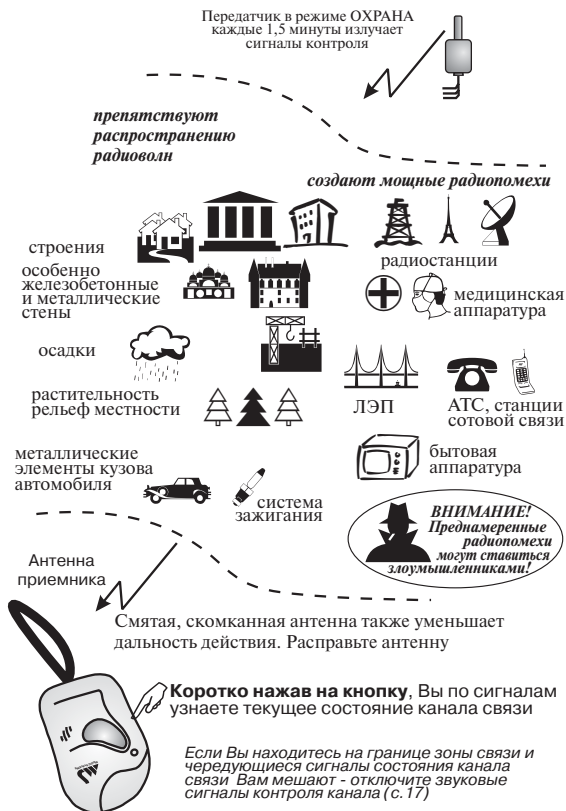 Передатчик в режиме ОХРАНА
каждые 1,5 минуты излучает
сигналы контроля
препятствуют
распространению
радиоволн
создают мощные радиопомехи
строения
особенно
железобетонные
и металлические
стены
радиостанции
медицинская
аппаратура
осадки
растительность
рельеф местности
ЛЭП
АТС, станции
сотовой связи
металлические
элементы кузова
автомобиля
система
зажигания
бытовая
аппаратура
ВНИМАНИЕ!
Преднамеренные
радиопомехи
могут ставиться
злоумышленниками!
Антенна
приемника
Смятая, скомканная антенна также уменьшает
дальность действия. Расправьте антенну
Коротко нажав на кнопку, Вы по сигналам
узнаете текущее состояние канала связи
Если Вы находитесь на границе зоны связи и
чередующиеся сигналы состояния канала
связи Вам мешают - отключите звуковые
сигналы контроля канала (с.17)